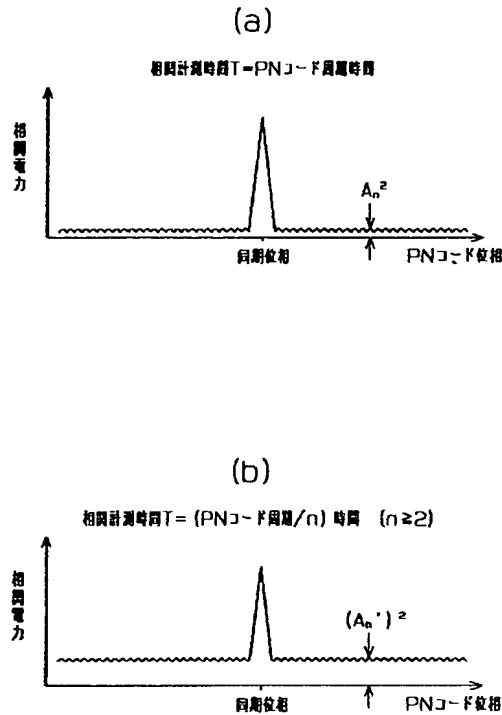 (a)
相関計測時間T=PNコード周期時間
相関電力
An²
同期位相
PNコード位相
(b)
相関計測時間T=(PNコード周期/n)時間 (n≧2)
相関電力
(An')²
同期位相
PNコード位相